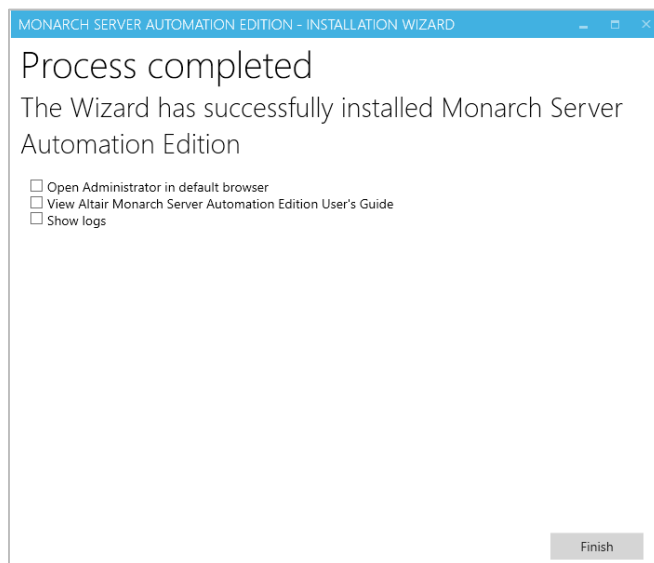 MONARCH SERVER AUTOMATION EDITION - INSTALLATION WIZARD
Process completed
The Wizard has successfully installed Monarch Server
Automation Edition
Open Administrator in default browser
View Altair Monarch Server Automation Edition User's Guide
Show logs
Finish